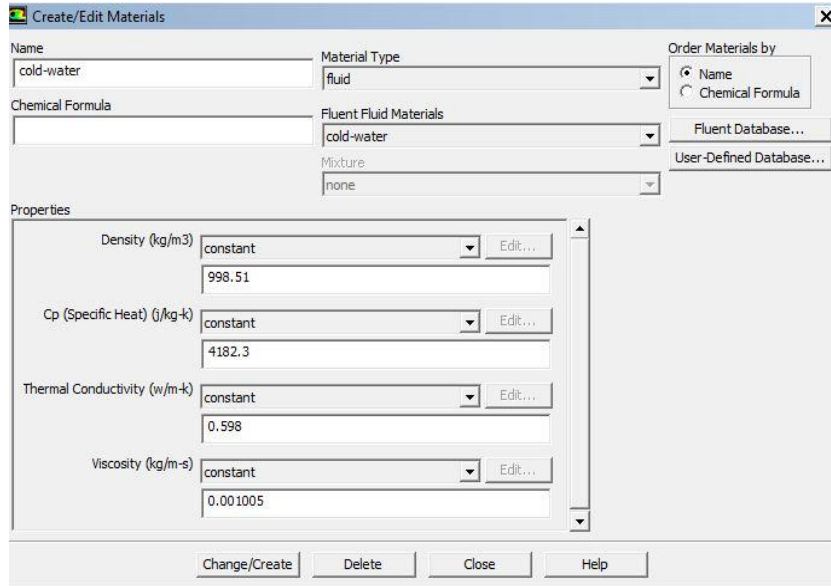 Create/Edit Materials
Name
cold-water
Chemical Formula
Material Type
fluid
Fluent Fluid Materials
cold-water
Mixture
none
Order Materials by
Name
Chemical Formula
Fluent Database...
User-Defined Database...
Properties
Density (kg/m3) constant Edit...
998.51
Cp (Specific Heat) (j/kg-k) constant Edit...
4182.3
Thermal Conductivity (w/m-k) constant Edit...
0.598
Viscosity (kg/m-s) constant Edit...
0.001005
Change/Create Delete Close Help